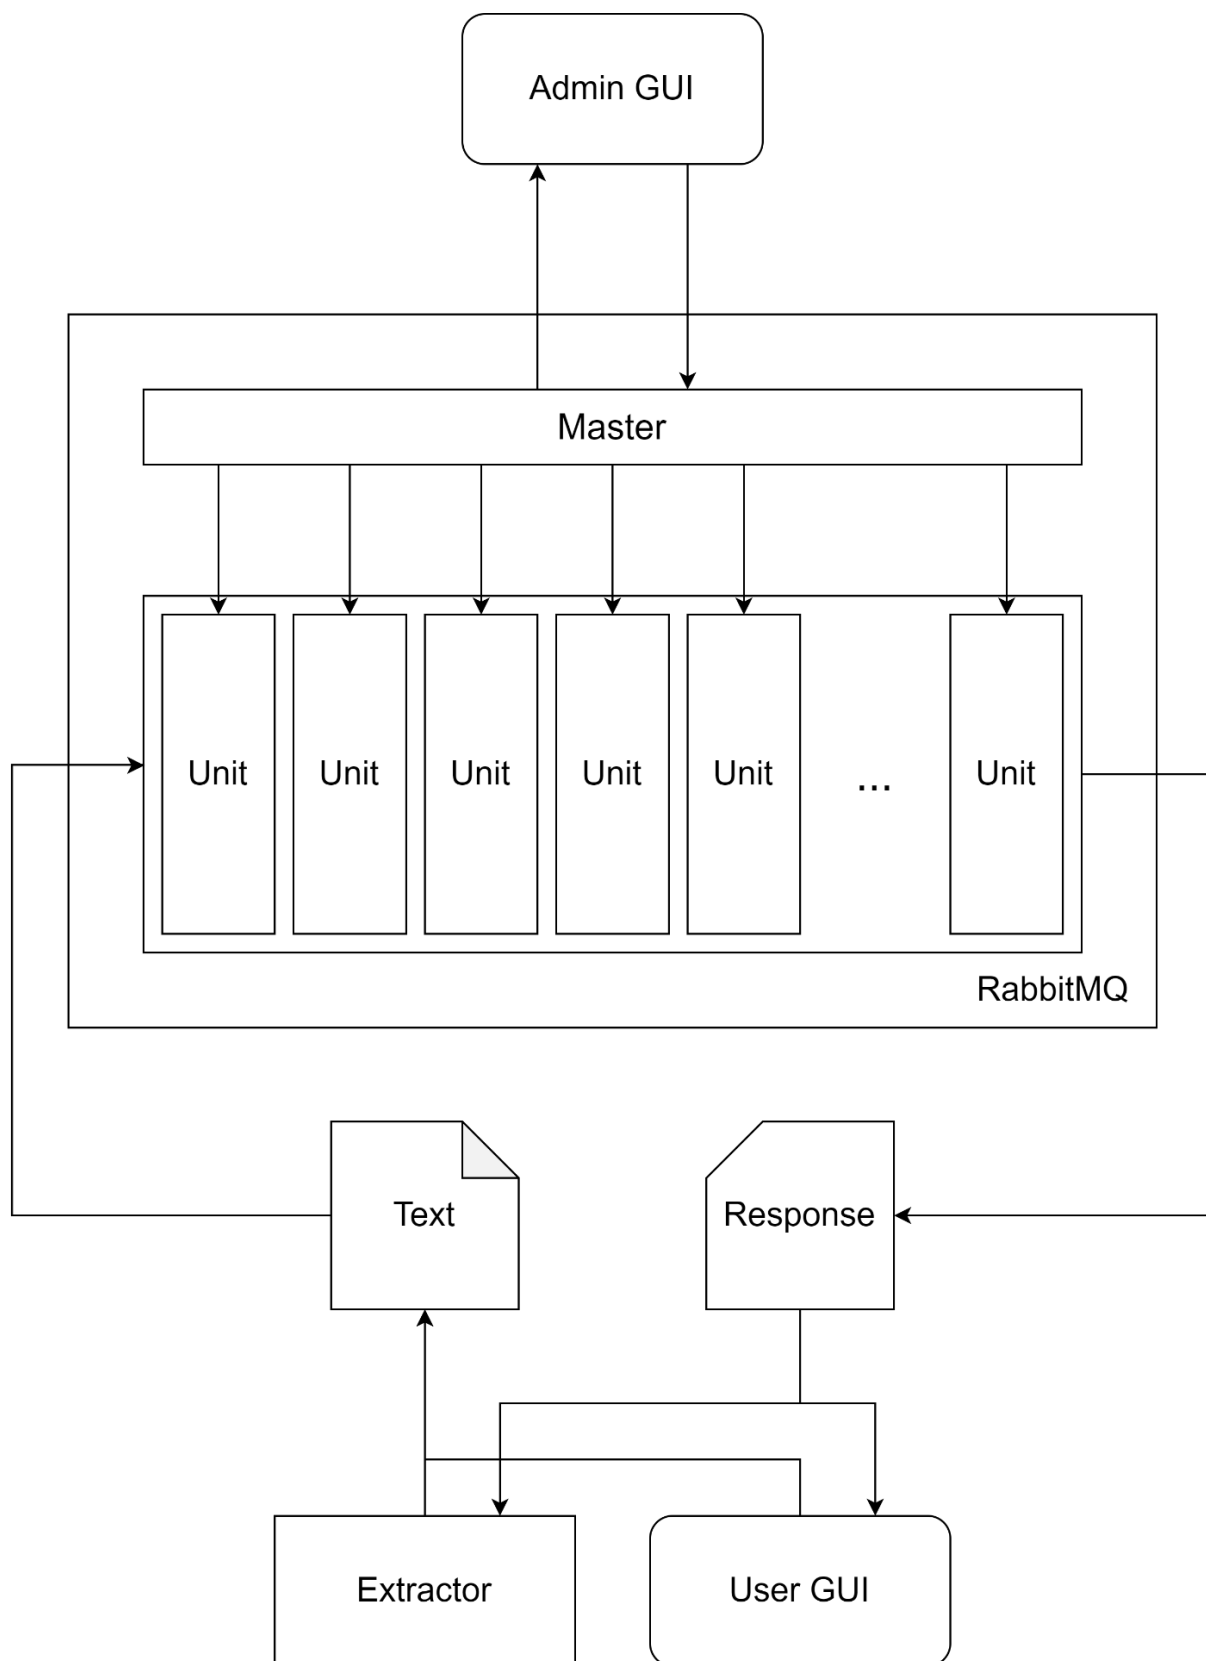 Admin GUI
Master
Unit
Unit
Unit
Unit
Unit
...
Unit
RabbitMQ
Text
Response
Extractor
User GUI